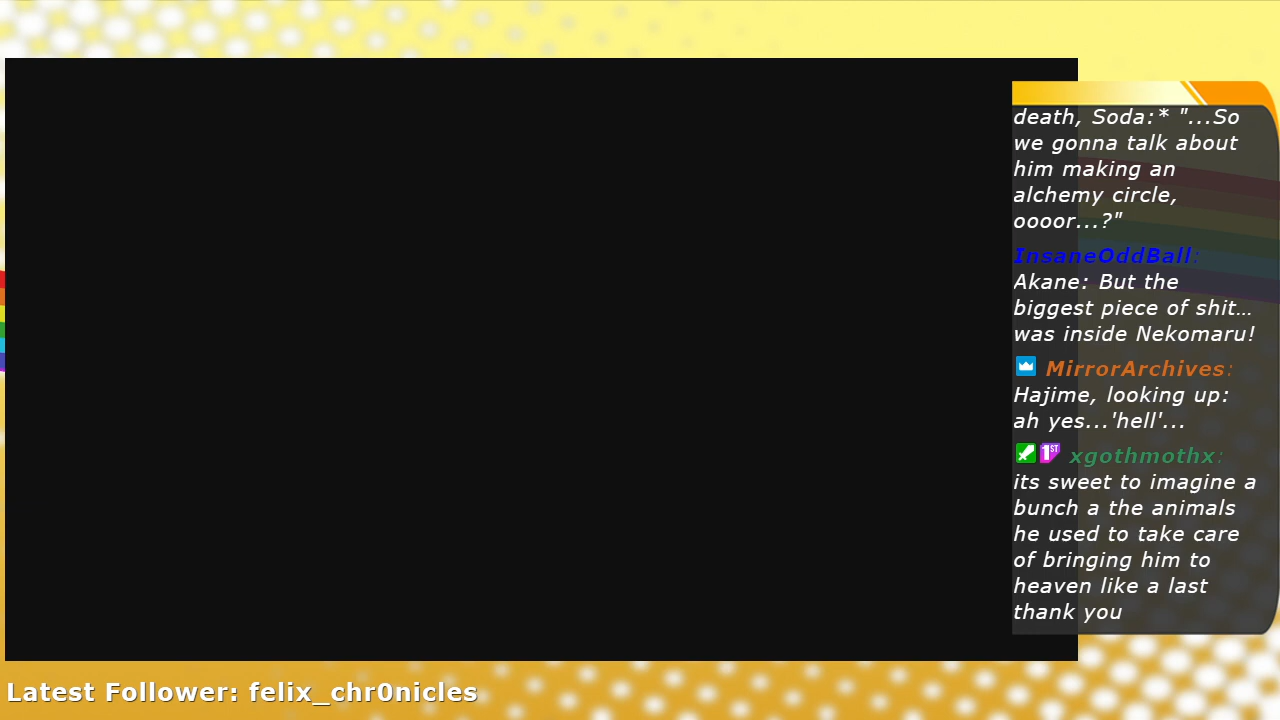 death, Soda:* "...So
we gonna talk about
him making an
alchemy circle,
oooor...?"
InsaneOddBall:
Akane: But the
biggest piece of shit...
was inside Nekomaru!
MirrorArchives:
Hajime, looking up:
ah yes...'hell'...
1ST xgothmothx:
its sweet to imagine a
bunch a the animals
he used to take care
of bringing him to
heaven like a last
thank you
Latest Follower: felix_chr0nicles